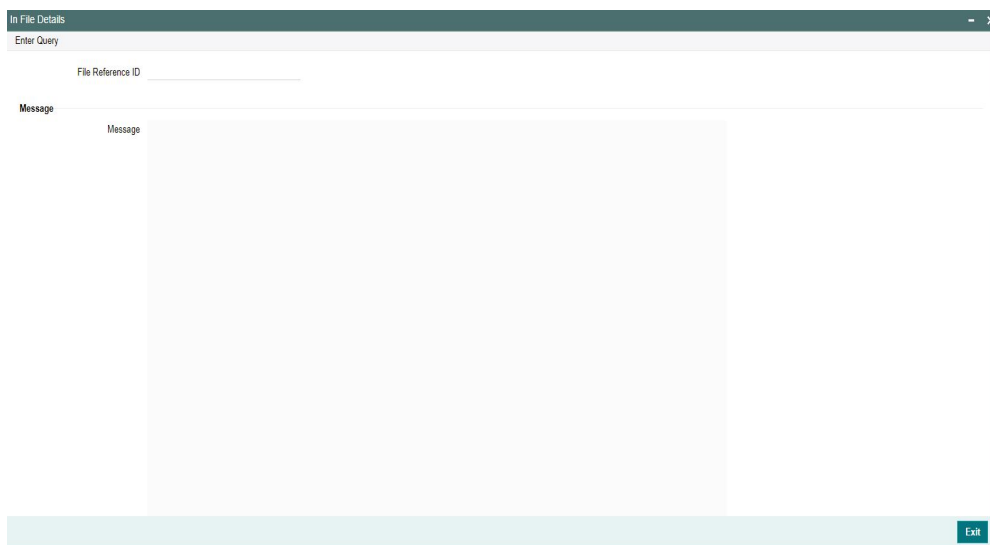 In File Details
Enter Query
File Reference ID
Message
Message
Exit